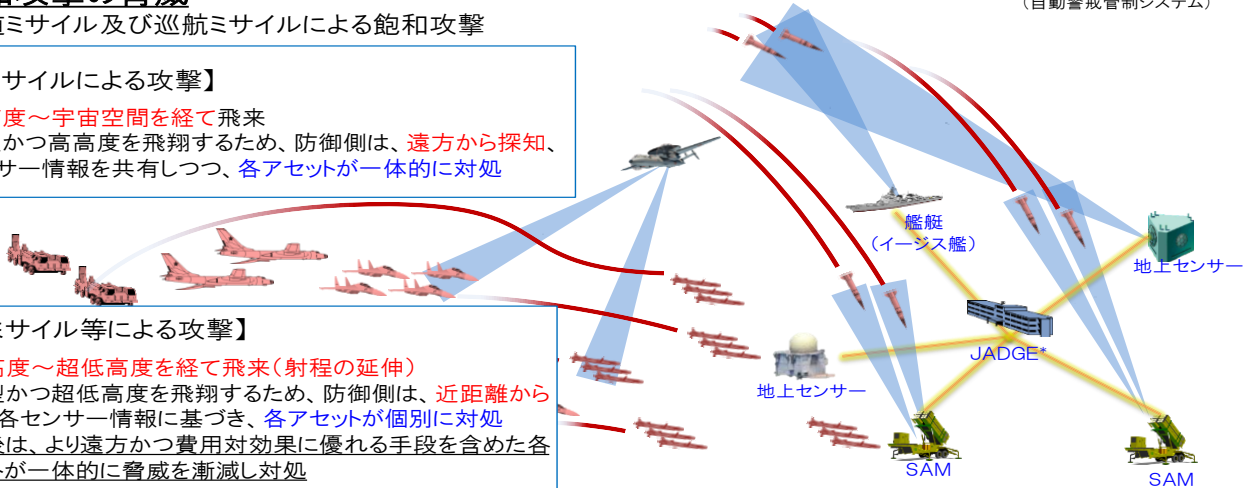 攻撃の脅威
ミサイル及び巡航ミサイルによる飽和攻撃
(自動警戒管制システム)
サイルによる攻撃】
度～宇宙空間を経て飛来
かつ高高度を飛翔するため、防御側は、遠方から探知、
サー情報を共有しつつ、各アセットが一体的に対処
艦艇
(イージス艦)
地上センサー
JADGE*
地上センサー
SAM
SAM
ミサイル等による攻撃】
高度～超低高度を経て飛来(射程の延伸)
型かつ超低高度を飛翔するため、防御側は、近距離から
各センサー情報に基づき、各アセットが個別に対処
後は、より遠方かつ費用対効果に優れる手段を含めた各
が一体的に脅威を漸減し対処